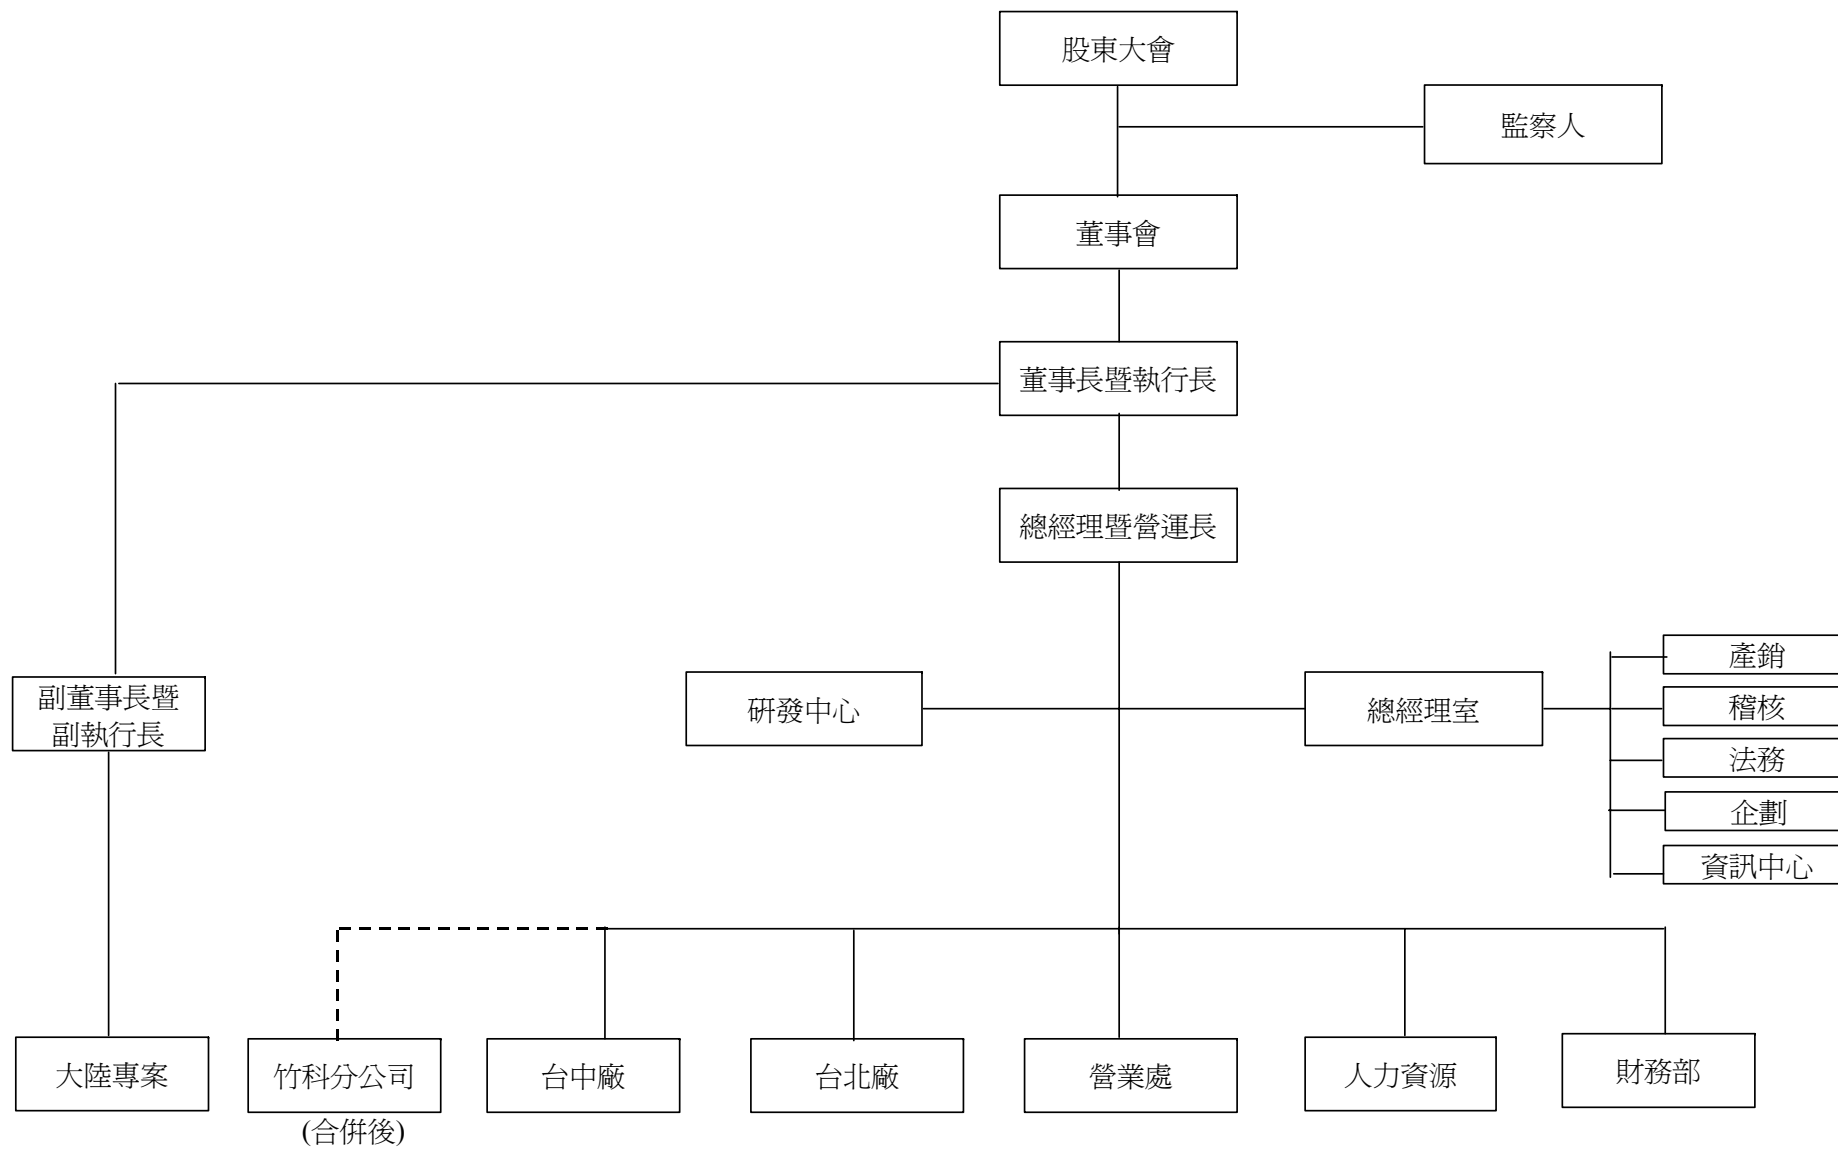 股東大會
監察人
董事會
董事長暨執行長
總經理暨營運長
副董事長暨
副執行長
研發中心
總經理室
產銷
稽核
法務
企劃
資訊中心
大陸專案
竹科分公司
(合併後)
台中廠
台北廠
營業處
人力資源
財務部